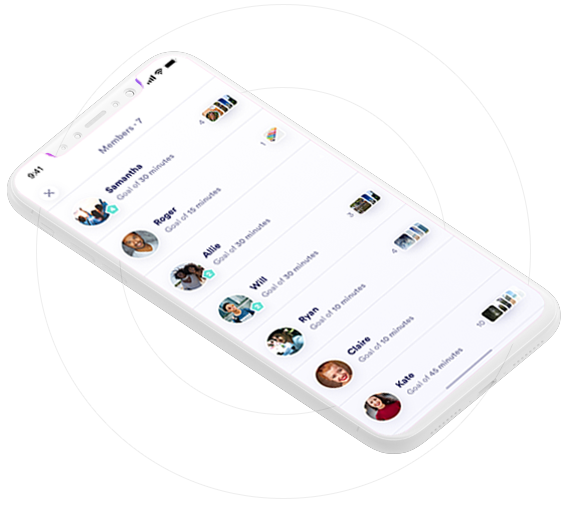 9:41
Members • 7
Samantha
Goal of 30 minutes
4
Roger
Goal of 15 minutes
1
Allie
Goal of 30 minutes
Will
Goal of 30 minutes
3
Ryan
Goal of 10 minutes
4
Claire
Goal of 10 minutes
Kate
Goal of 45 minutes
10